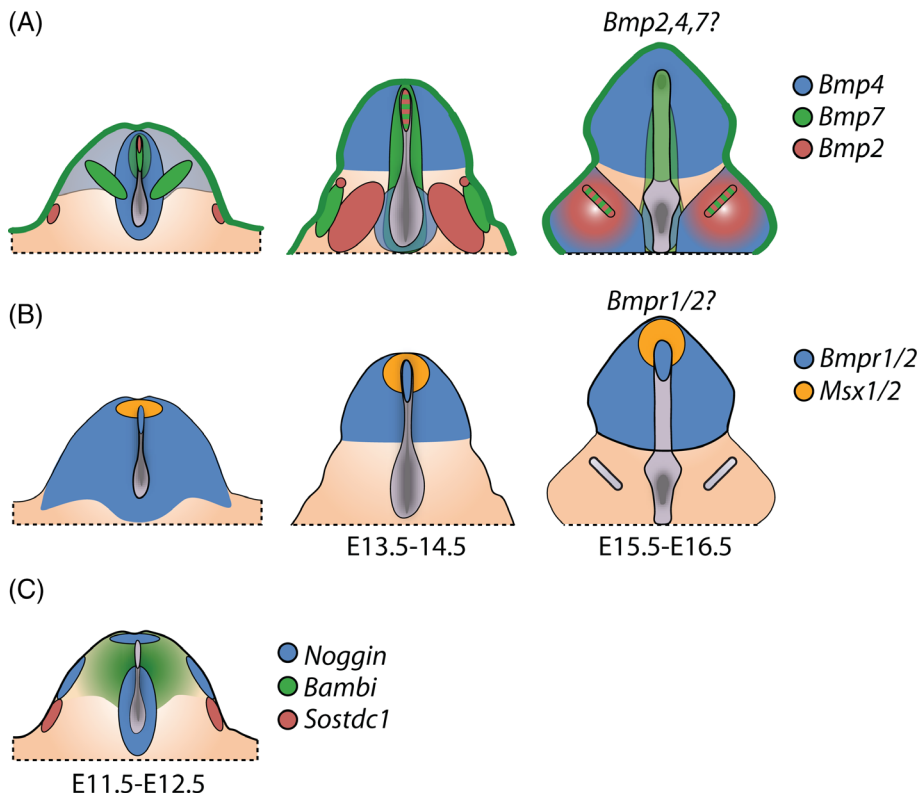 (A)
Bmp2,4,7?
Bmp4
Bmp7
Bmp2
(B)
Bmpr1/2?
Bmpr1/2
Msx1/2
E13.5-14.5
E15.5-E16.5
(C)
Noggin
Bambi
Sostdc1
E11.5-E12.5